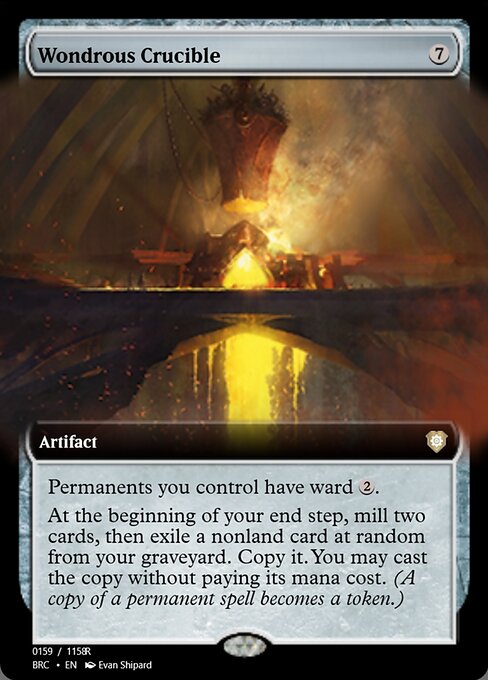 Wondrous Crucible 7
Artifact
Permanents you control have ward 2.
At the beginning of your end step, mill two
cards, then exile a nonland card at random
from your graveyard. Copy it. You may cast
the copy without paying its mana cost. (A
copy of a permanent spell becomes a token.)
0159 / 1158R
BRC • EN Evan Shipard